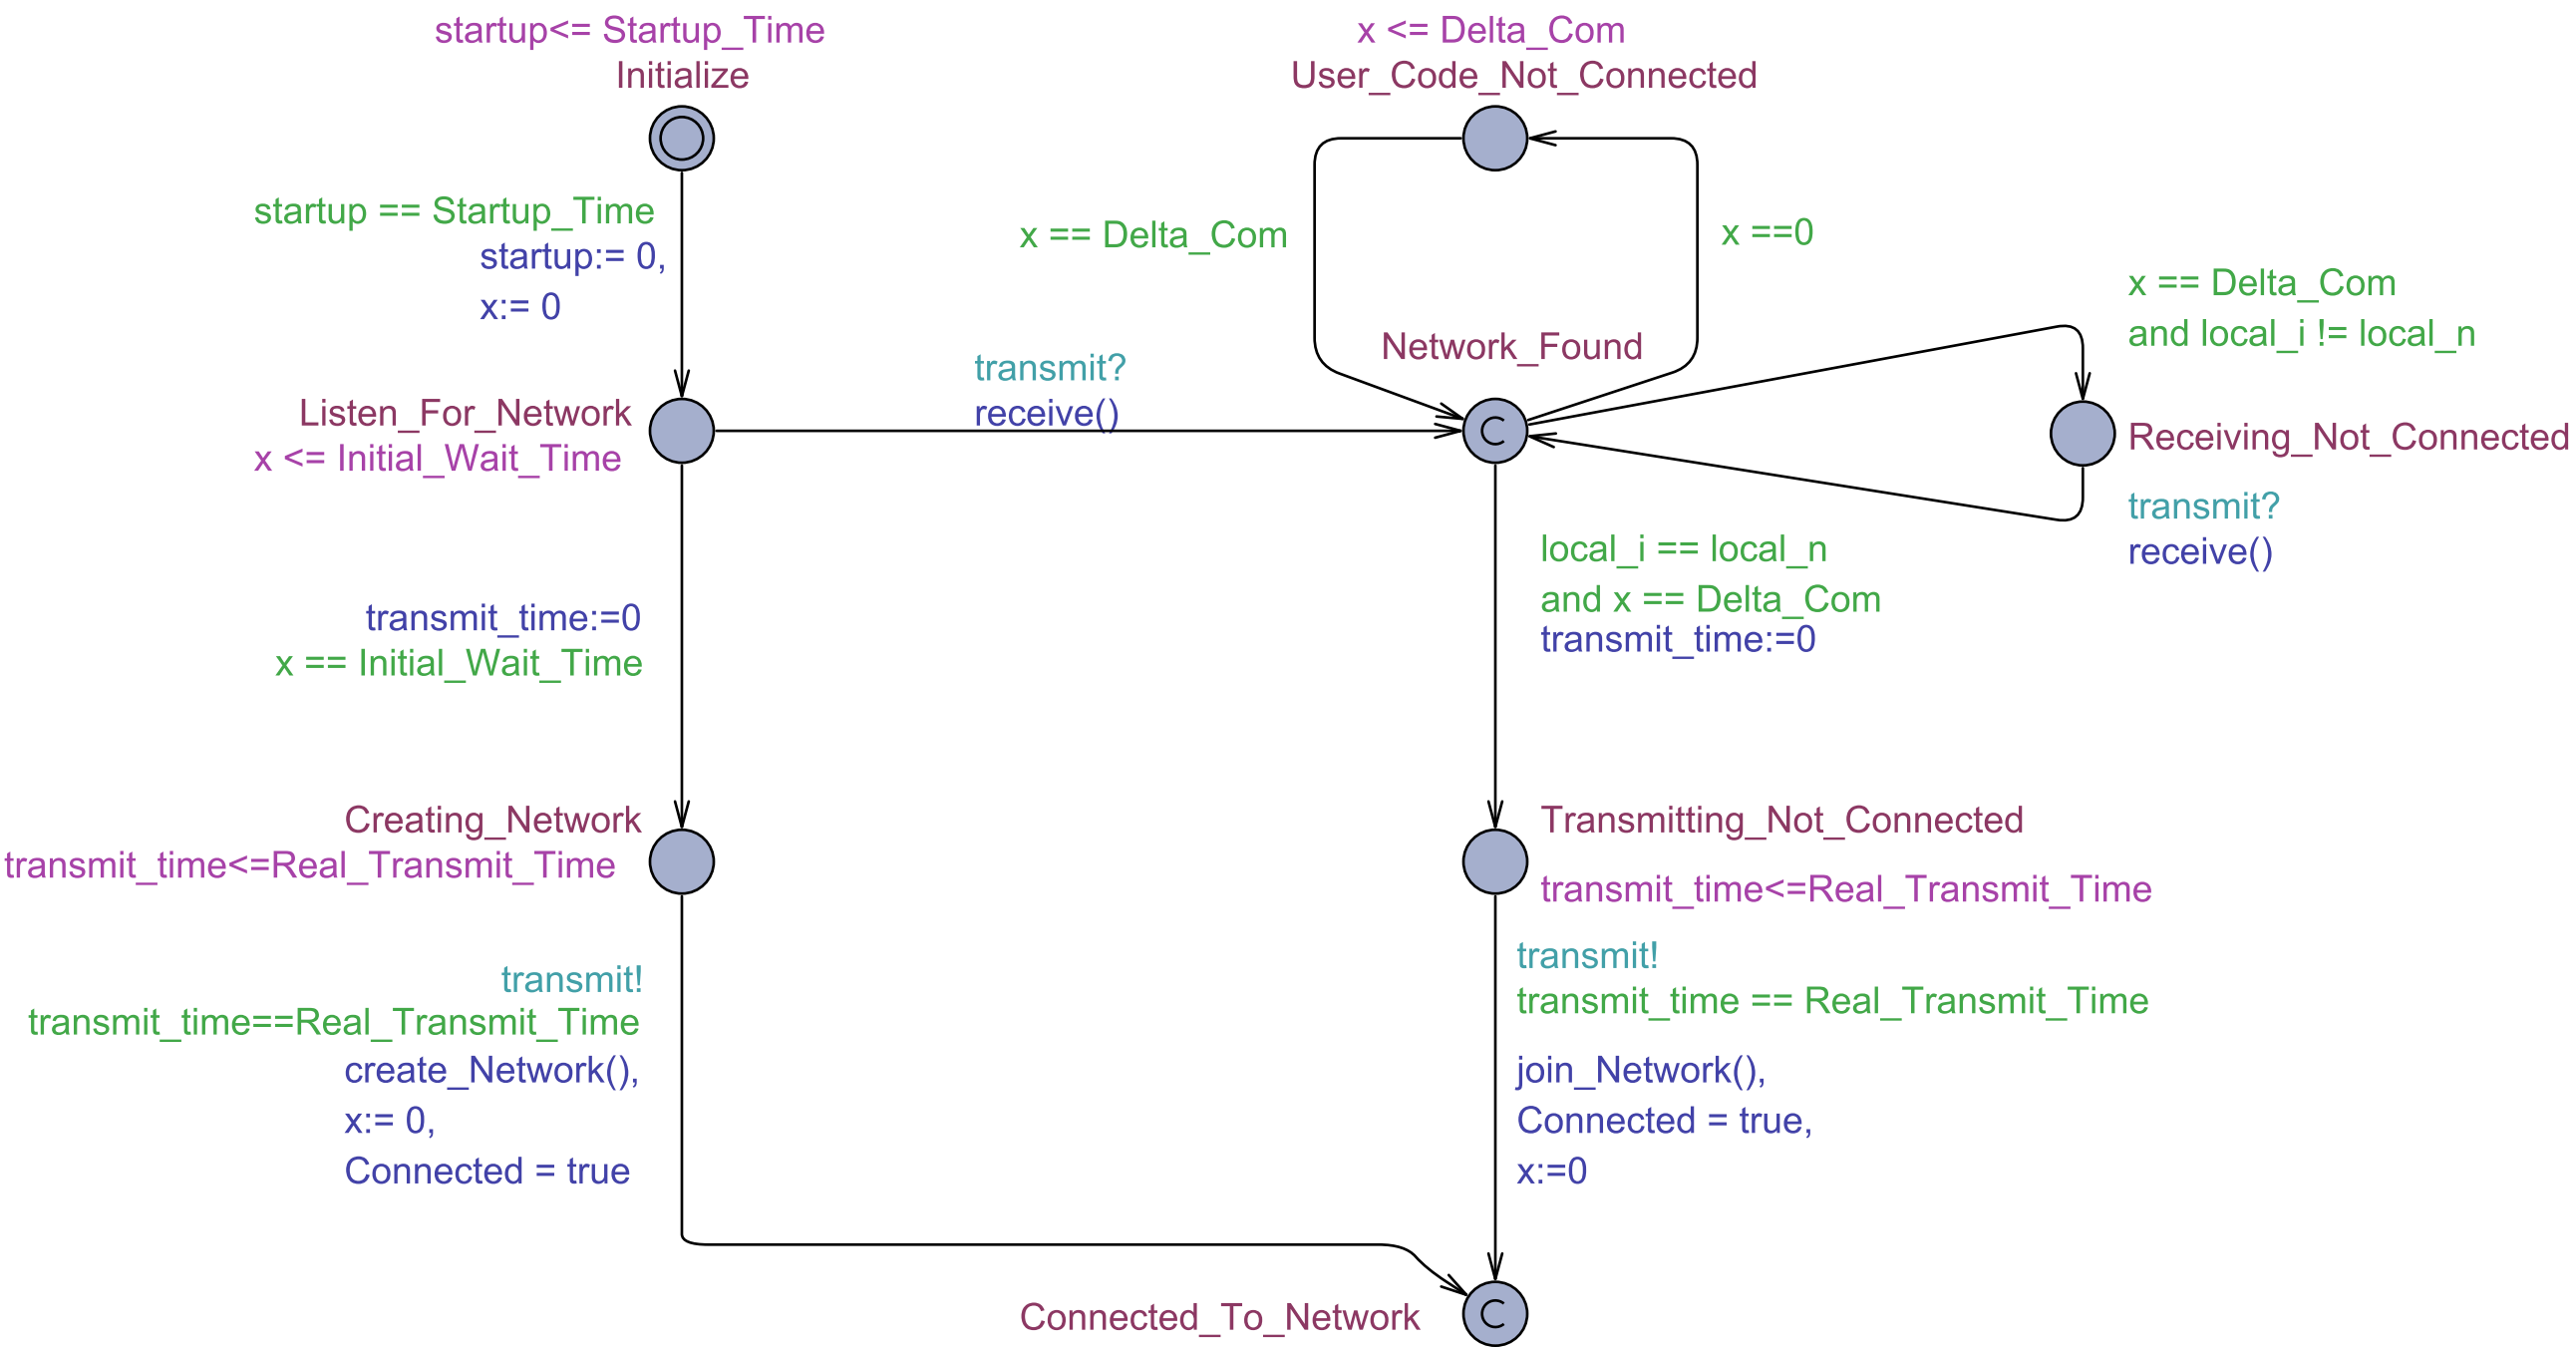 startup<= Startup_Time
Initialize
x <= Delta_Com
User_Code_Not_Connected
startup == Startup_Time
startup:= 0,
x:= 0
x == Delta_Com
x ==0
x == Delta_Com
and local_i != local_n
Network_Found
transmit?
receive()
Listen_For_Network
x <= Initial_Wait_Time
C
Receiving_Not_Connected
transmit?
receive()
local_i == local_n
and x == Delta_Com
transmit_time:=0
transmit_time:=0
x == Initial_Wait_Time
Creating_Network
transmit_time<=Real_Transmit_Time
Transmitting_Not_Connected
transmit_time<=Real_Transmit_Time
transmit!
transmit_time==Real_Transmit_Time
create_Network(),
x:= 0,
Connected = true
transmit!
transmit_time == Real_Transmit_Time
join_Network(),
Connected = true,
x:=0
Connected_To_Network
C